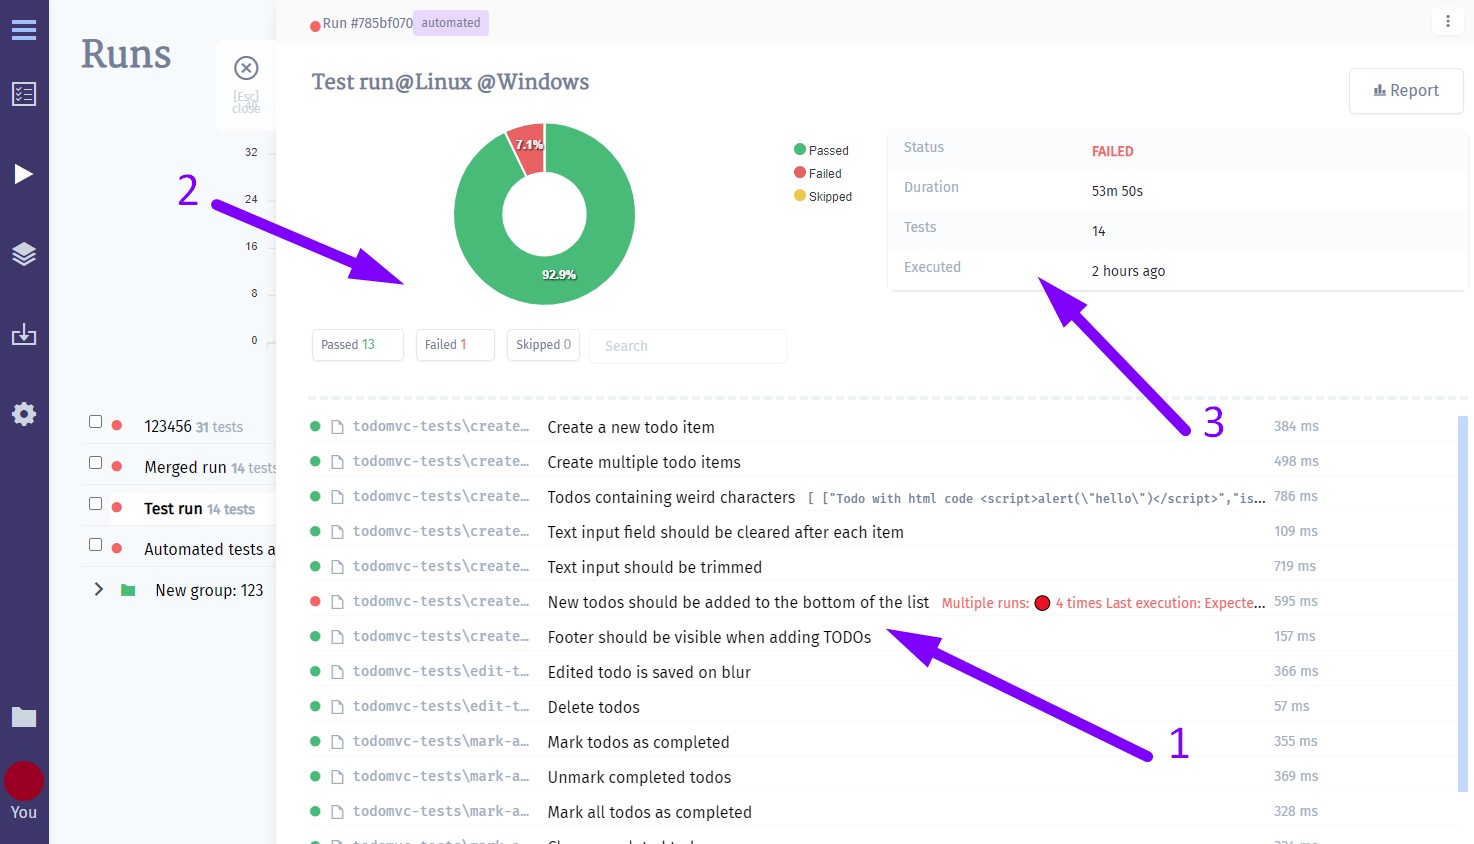 Runs
[Esc]
close
40
32
24
16
8
0
123456 31 tests
Merged run 14 tests
Test run 14 tests
Automated tests a
New group: 123
You
Run #785bf070 automated
Test run@Linux @Windows
Report
7.1%
92.9%
Passed
Failed
Skipped
Status FAILED
Duration 53m 50s
Tests 14
Executed 2 hours ago
2
3
1
Passed 13 Failed 1 Skipped 0 Search
todomvc-tests\create… Create a new todo item 384 ms
todomvc-tests\create… Create multiple todo items 498 ms
todomvc-tests\create… Todos containing weird characters [ ["Todo with html code <script>alert(\"hello\")</script>","is… 786 ms
todomvc-tests\create… Text input field should be cleared after each item 109 ms
todomvc-tests\create… Text input should be trimmed 719 ms
todomvc-tests\create… New todos should be added to the bottom of the list Multiple runs: 🔴 4 times Last execution: Expecte… 595 ms
todomvc-tests\create… Footer should be visible when adding TODOs 157 ms
todomvc-tests\edit-t… Edited todo is saved on blur 366 ms
todomvc-tests\edit-t… Delete todos 57 ms
todomvc-tests\mark-a… Mark todos as completed 355 ms
todomvc-tests\mark-a… Unmark completed todos 369 ms
todomvc-tests\mark-a… Mark all todos as completed 328 ms